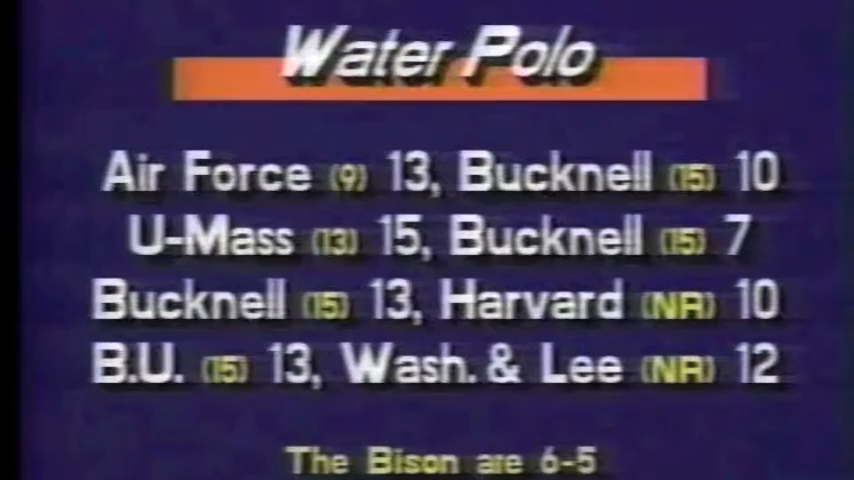 Water Polo
Air Force (9) 13, Bucknell (15) 10
U-Mass (13) 15, Bucknell (15) 7
Bucknell (15) 13, Harvard (NR) 10
B.U. (15) 13, Wash. & Lee (NR) 12
The Bison are 6-5